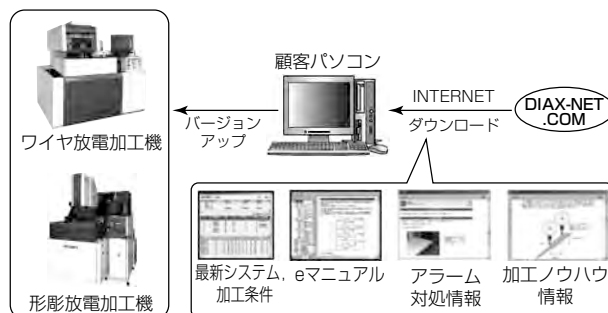 ワイヤ放電加工機
形彫放電加工機
バージョン
アップ
顧客パソコン
INTERNET
ダウンロード
DIAX-NET
.COM
最新システム,
加工条件
eマニュアル
アラーム
対処情報
加工ノウハウ
情報